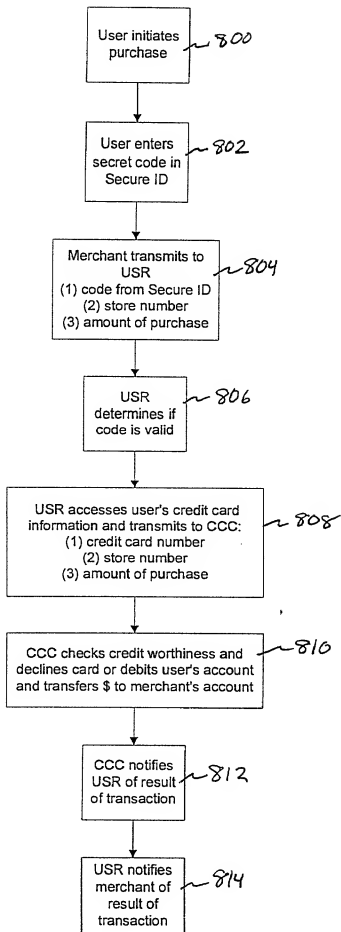 User initiates
purchase
800
User enters
secret code in
Secure ID
802
Merchant transmits to
USR
(1) code from Secure ID
(2) store number
(3) amount of purchase
804
USR
determines if
code is valid
806
USR accesses user's credit card
information and transmits to CCC:
(1) credit card number
(2) store number
(3) amount of purchase
808
CCC checks credit worthiness and
declines card or debits user's account
and transfers $ to merchant's account
810
CCC notifies
USR of result
of transaction
812
USR notifies
merchant of
result of
transaction
814